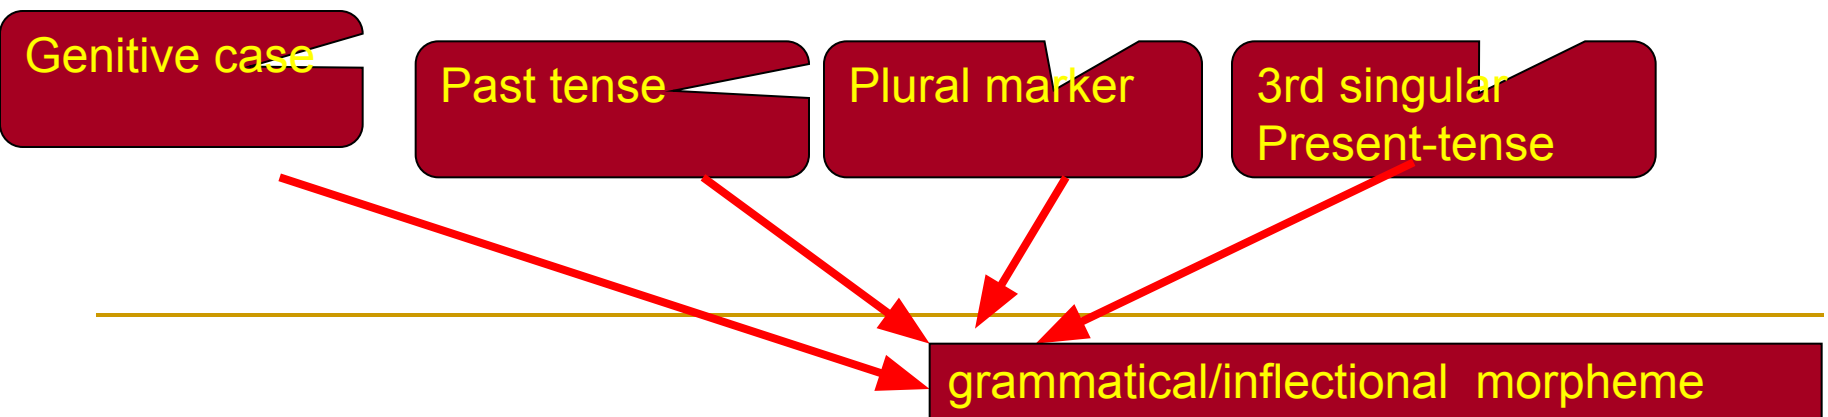 Genitive case
Past tense
Plural marker
3rd singular
Present-tense
grammatical/inflectional morpheme